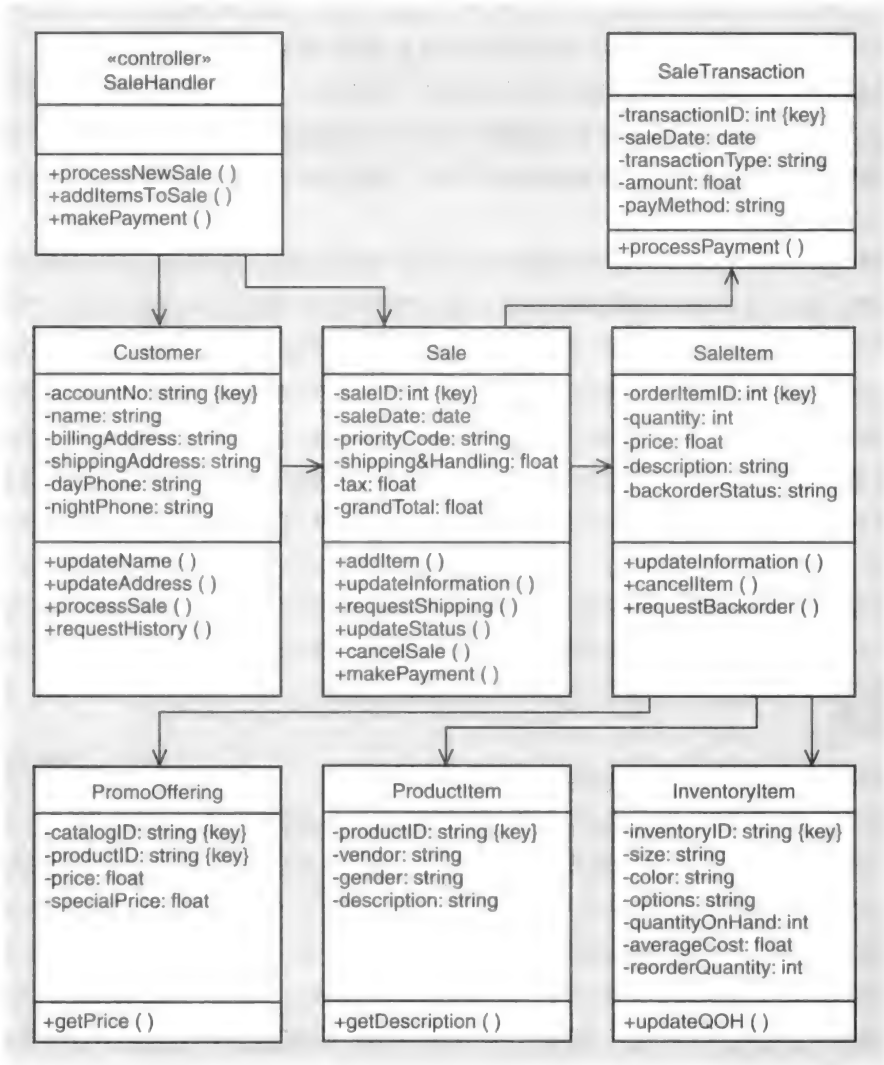 «controller»
SaleHandler
+processNewSale ( )
+addItemsToSale ( )
+makePayment ( )
SaleTransaction
-transactionID: int {key}
-saleDate: date
-transactionType: string
-amount: float
-payMethod: string
+processPayment ( )
Customer
-accountNo: string {key}
-name: string
-billingAddress: string
-shippingAddress: string
-dayPhone: string
-nightPhone: string
+updateName ( )
+updateAddress ( )
+processSale ( )
+requestHistory ( )
Sale
-saleID: int {key}
-saleDate: date
-priorityCode: string
-shipping&Handling: float
-tax: float
-grandTotal: float
+addItem ( )
+updateInformation ( )
+requestShipping ( )
+updateStatus ( )
+cancelSale ( )
+makePayment ( )
SaleItem
-orderItemID: int {key}
-quantity: int
-price: float
-description: string
-backorderStatus: string
+updateInformation ( )
+cancelItem ( )
+requestBackorder ( )
PromoOffering
-catalogID: string {key}
-productID: string {key}
-price: float
-specialPrice: float
+getPrice ( )
ProductItem
-productID: string {key}
-vendor: string
-gender: string
-description: string
+getDescription ( )
InventoryItem
-inventoryID: string {key}
-size: string
-color: string
-options: string
-quantityOnHand: int
-averageCost: float
-reorderQuantity: int
+updateQOH ( )